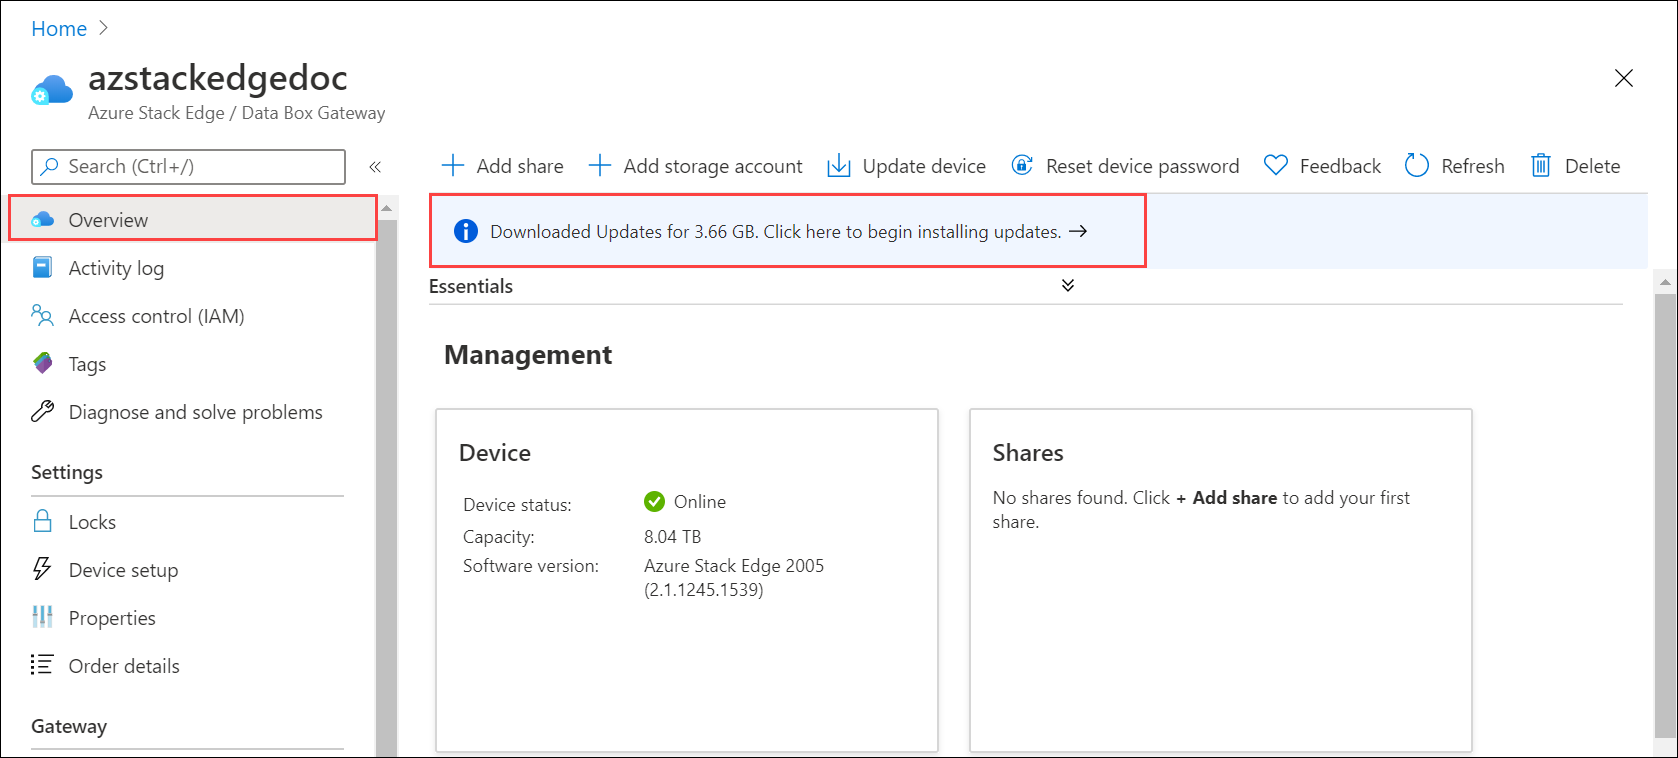 Home
azstackedgedoc
Azure Stack Edge / Data Box Gateway
Search (Ctrl+/)
Add share
Add storage account
Update device
Reset device password
Feedback
Refresh
Delete
Overview
Activity log
Access control (IAM)
Tags
Diagnose and solve problems
Settings
Locks
Device setup
Properties
Order details
Gateway
Downloaded Updates for 3.66 GB. Click here to begin installing updates. →
Essentials
Management
Device
Device status: Online
Capacity: 8.04 TB
Software version: Azure Stack Edge 2005
(2.1.1245.1539)
Shares
No shares found. Click + Add share to add your first
share.